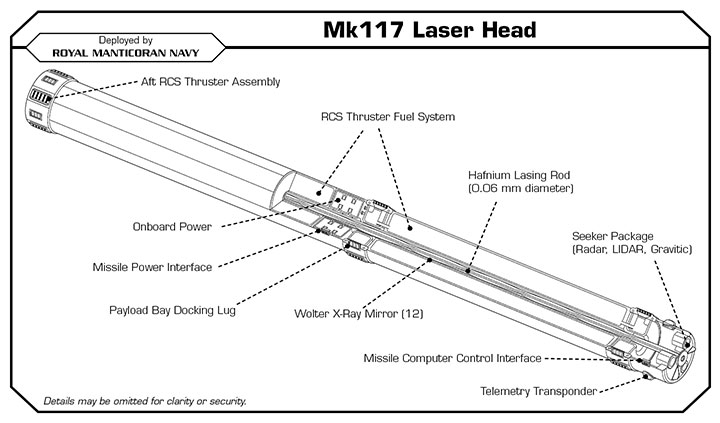 Mk117 Laser Head
Deployed by
ROYAL MANTICORAN NAVY
Aft RCS Thruster Assembly
RCS Thruster Fuel System
Hafnium Lasing Rod
(0.06 mm diameter)
Onboard Power
Seeker Package
(Radar, LIDAR, Gravitic)
Missile Power Interface
Payload Bay Docking Lug
Wolter X-Ray Mirror (12)
Missile Computer Control Interface
Telemetry Transponder
Details may be omitted for clarity or security.